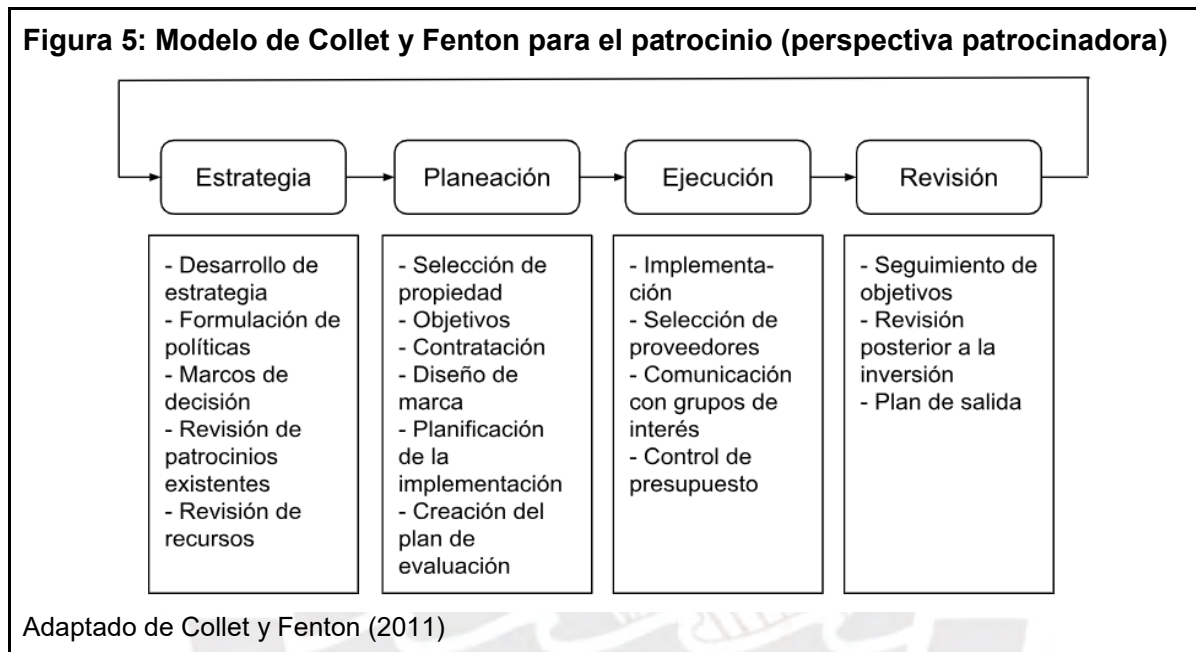 Figura 5: Modelo de Collet y Fenton para el patrocinio (perspectiva patrocinadora)
Estrategia
Planeación
Ejecución
Revisión
- Desarrollo de
estrategia
- Formulación de
políticas
- Marcos de
decisión
- Revisión de
patrocinios
existentes
- Revisión de
recursos
- Selección de
propiedad
- Objetivos
- Contratación
- Diseño de
marca
- Planificación
de la
implementación
- Creación del
plan de
evaluación
- Implementa-
ción
- Selección de
proveedores
- Comunicación
con grupos de
interés
- Control de
presupuesto
- Seguimiento de
objetivos
- Revisión
posterior a la
inversión
- Plan de salida
Adaptado de Collet y Fenton (2011)